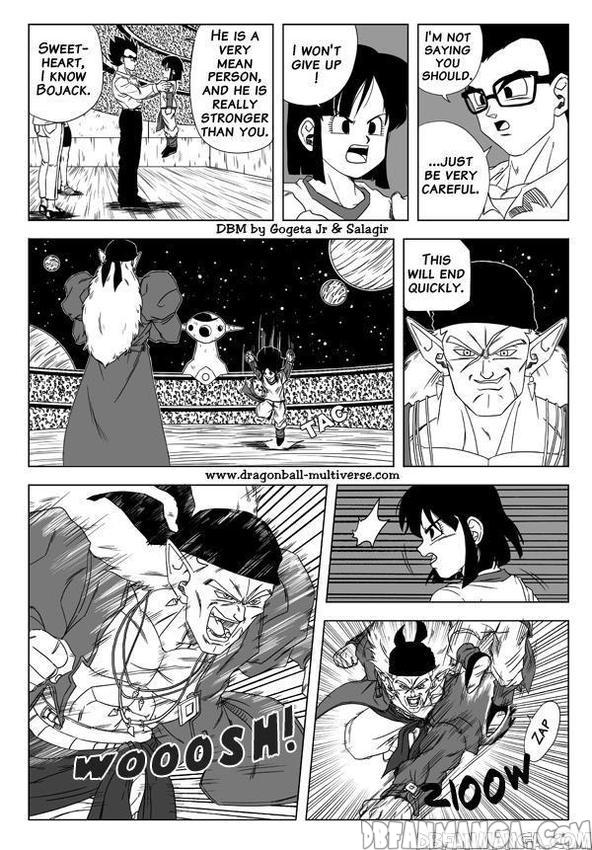 SWEET-
HEART,
I KNOW
BOJACK.
HE IS
A VERY
MEAN
PERSON,
AND HE IS
REALLY
STRONGER
THAN YOU.
I WON'T
GIVE UP
!
I'M NOT
SAYING
YOU
SHOULD.
...JUST
BE VERY
CAREFUL.
DBM by Gogeta Jr & Salagir
THIS
WILL END
QUICKLY.
TAC
www.dragonball-multiverse.com
WOOOSH!
ZAP
ZIOOW
DBFANMANGA.COM
DBFANMANGA.COM